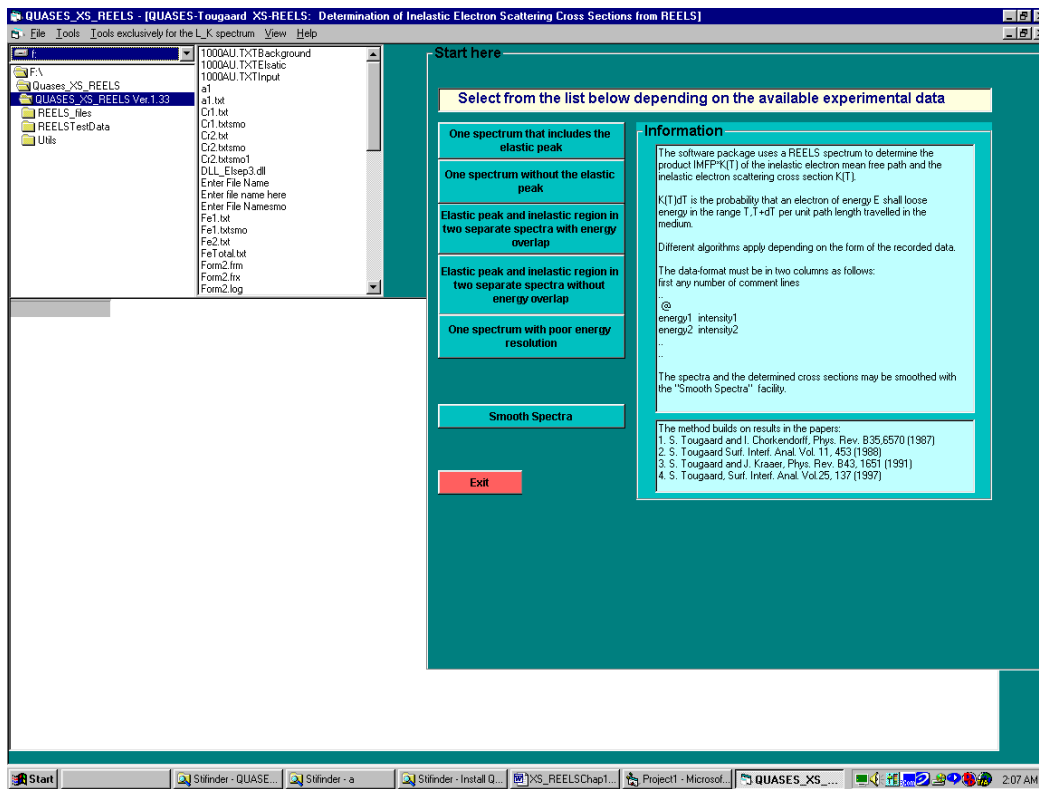 QUASES_XS_REELS - [QUASES-Tougaard XS-REELS: Determination of Inelastic Electron Scattering Cross Sections from REELS]
File Tools Tools exclusively for the L_K spectrum View Help
f:
F:\
Quases_XS_REELS
QUASES_XS_REELS Ver.1.33
REELS_files
REELSTestData
Utils
1000AU.TXTBackground
1000AU.TXTElsatic
1000AU.TXTInput
a1
a1.txt
Cr1.txt
Cr1.txtsmo
Cr2.txt
Cr2.txtsmo
Cr2.txtsmo1
DLL_Elsep3.dll
Enter File Name
Enter file name here
Enter File Namesmo
Fe1.txt
Fe1.txtsmo
Fe2.txt
FeTotal.txt
Form2.frm
Form2.frx
Form2.log
Start here
Select from the list below depending on the available experimental data
One spectrum that includes the
elastic peak
One spectrum without the elastic
peak
Elastic peak and inelastic region in
two separate spectra with energy
overlap
Elastic peak and inelastic region in
two separate spectra without
energy overlap
One spectrum with poor energy
resolution
Smooth Spectra
Exit
Information
The software package uses a REELS spectrum to determine the
product IMFP*K(T) of the inelastic electron mean free path and the
inelastic electron scattering cross section K(T).
K(T)dT is the probability that an electron of energy E shall loose
energy in the range T,T+dT per unit path length travelled in the
medium.
Different algorithms apply depending on the form of the recorded data.
The data-format must be in two columns as follows:
first any number of comment lines
..
@
energy1 intensity1
energy2 intensity2
..
..
The spectra and the determined cross sections may be smoothed with
the "Smooth Spectra" facility.
The method builds on results in the papers:
1. S. Tougaard and I. Chorkendorff, Phys. Rev. B35,6570 (1987)
2. S. Tougaard Surf. Interf. Anal. Vol. 11, 453 (1988)
3. S. Tougaard and J. Kraaer, Phys. Rev. B43, 1651 (1991)
4. S. Tougaard, Surf. Interf. Anal. Vol.25, 137 (1997)
Start
Stifinder - QUASE...
Stifinder - a
Stifinder - Install Q...
XS_REELSChap1...
Project1 - Microsof...
QUASES_XS_...
2:07 AM